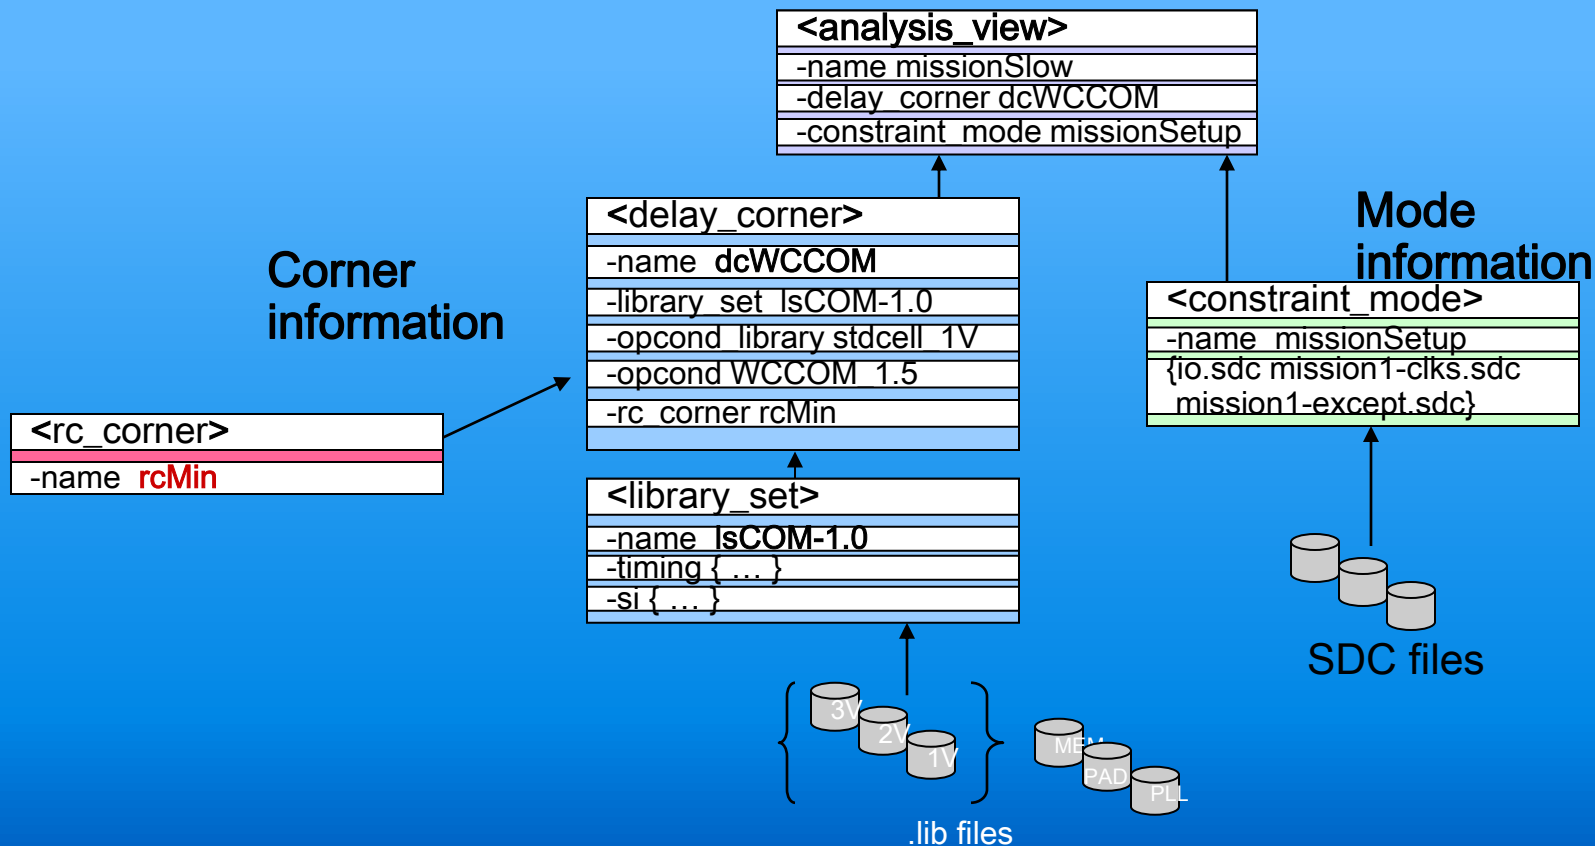 <analysis_view>
-name missionSlow
-delay_corner dcWCCOM
-constraint_mode missionSetup
Corner
information
<delay_corner>
-name dcWCCOM
-library_set lsCOM-1.0
-opcond_library stdcell_1V
-opcond WCCOM_1.5
-rc_corner rcMin
Mode
information
<constraint_mode>
-name missionSetup
{io.sdc mission1-clks.sdc
mission1-except.sdc}
<rc_corner>
-name rcMin
<library_set>
-name lsCOM-1.0
-timing { … }
-si { … }
SDC files
3V
2V
1V
MEM
PAD
PLL
.lib files